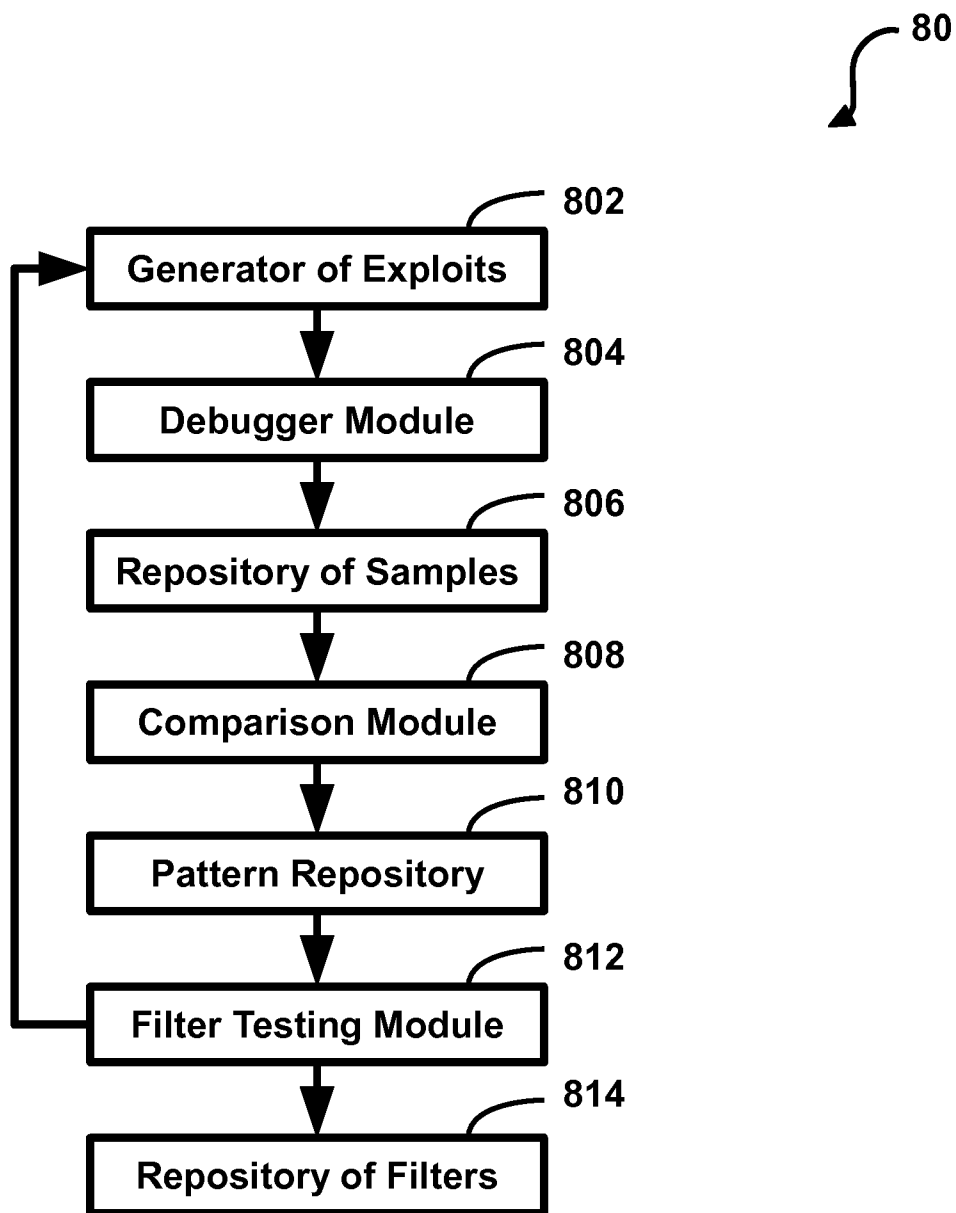 80
802
Generator of Exploits
804
Debugger Module
806
Repository of Samples
808
Comparison Module
810
Pattern Repository
812
Filter Testing Module
814
Repository of Filters